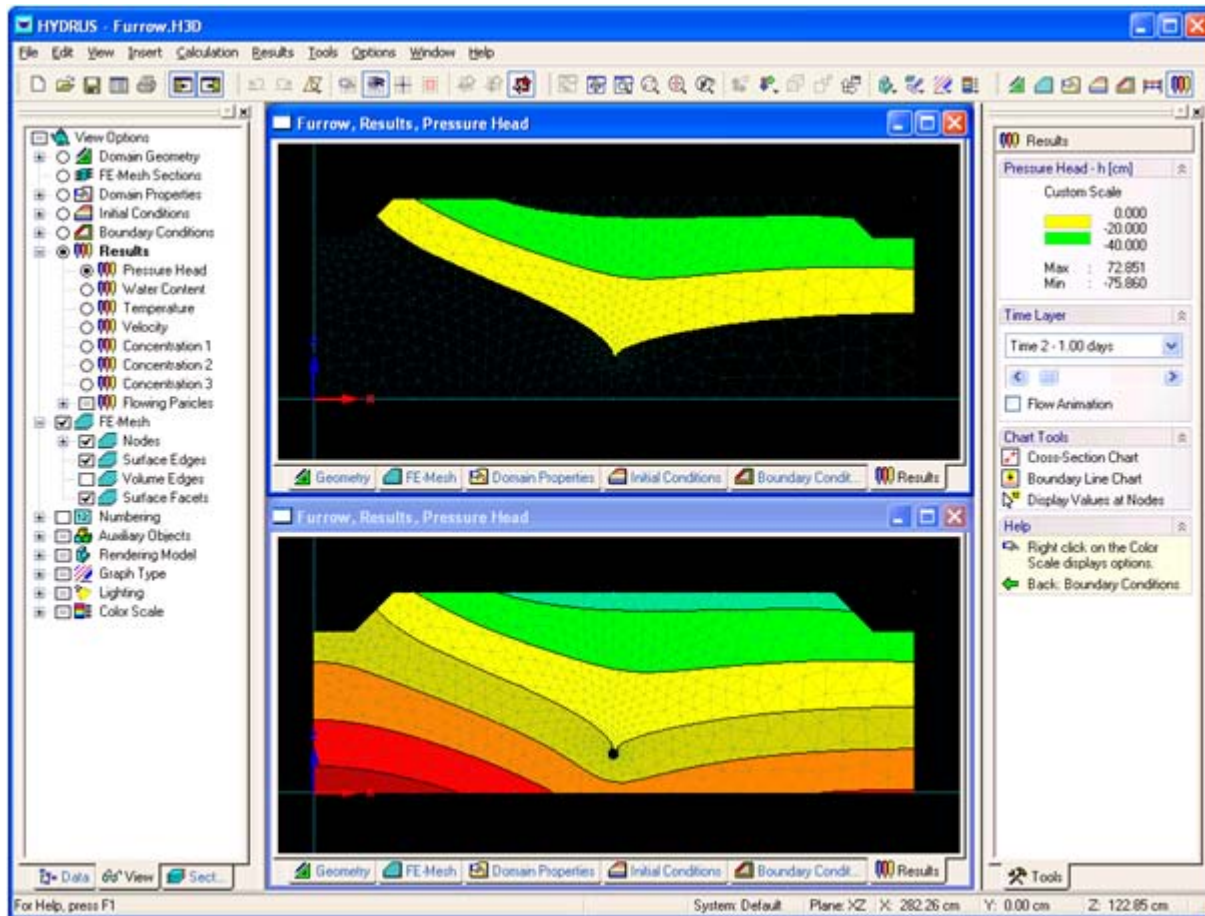 HYDRUS - Furrow.H3D
File Edit View Insert Calculation Results Tools Options Window Help
View Options
Domain Geometry
FE-Mesh Sections
Domain Properties
Initial Conditions
Boundary Conditions
Results
Pressure Head
Water Content
Temperature
Velocity
Concentration 1
Concentration 2
Concentration 3
Flowing Paricles
FE-Mesh
Nodes
Surface Edges
Volume Edges
Surface Facets
Numbering
Auxiliary Objects
Rendering Model
Graph Type
Lighting
Color Scale
Data View Sect...
Furrow, Results, Pressure Head
Geometry FE-Mesh Domain Properties Initial Conditions Boundary Condit... Results
Furrow, Results, Pressure Head
Geometry FE-Mesh Domain Properties Initial Conditions Boundary Condit... Results
Results
Pressure Head - h [cm]
Custom Scale
0.000
-20.000
-40.000
Max : 72.851
Min : -75.860
Time Layer
Time 2 - 1.00 days
Flow Animation
Chart Tools
Cross-Section Chart
Boundary Line Chart
Display Values at Nodes
Help
Right click on the Color
Scale displays options.
Back: Boundary Conditions
Tools
For Help, press F1
System: Default Plane: XZ X: 282.26 cm Y: 0.00 cm Z: 122.85 cm